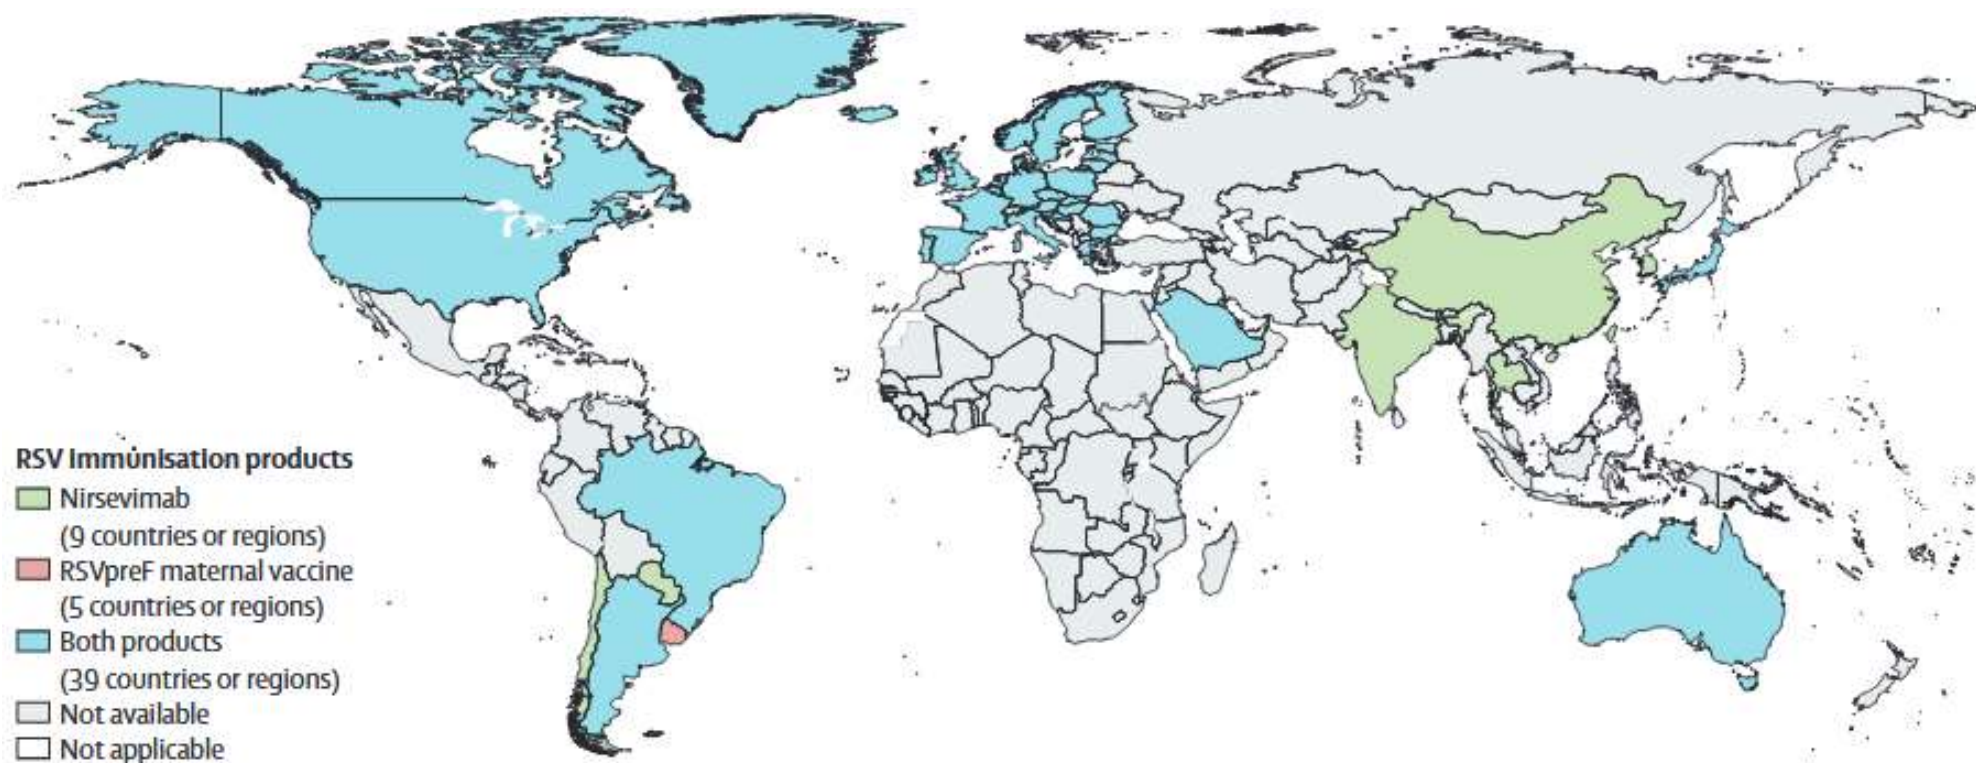 RSV immunisation products
Nirsevimab
(9 countries or regions)
RSVpreF maternal vaccine
(5 countries or regions)
Both products
(39 countries or regions)
Not available
Not applicable